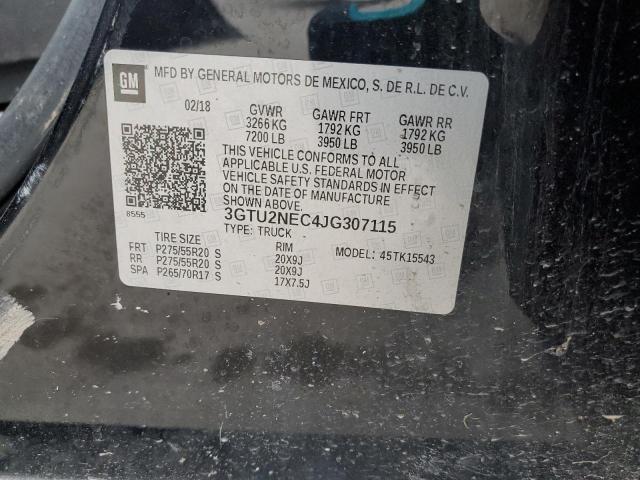 GM
MFD BY GENERAL MOTORS DE MEXICO, S. DE R.L. DE C.V.
02/18 GVWR GAWR FRT GAWR RR
3266 KG 1792 KG 1792 KG
7200 LB 3950 LB 3950 LB
THIS VEHICLE CONFORMS TO ALL
APPLICABLE U.S. FEDERAL MOTOR
VEHICLE SAFETY STANDARDS IN EFFECT
ON THE DATE OF MANUFACTURE
SHOWN ABOVE.
8555 3GTU2NEC4JG307115
TYPE: TRUCK
TIRE SIZE RIM MODEL: 45TK15543
FRT P275/55R20 S 20X9J
RR P275/55R20 S 20X9J
SPA P265/70R17 S 17X7.5J